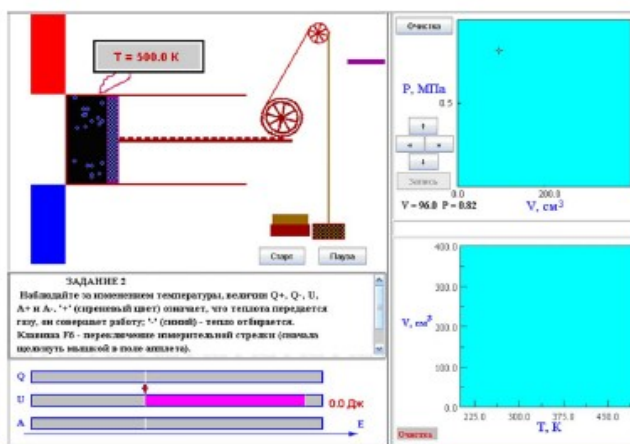 T = 500.0 К
Старт
Пауза
ЗАДАНИЕ 2
Наблюдайте за изменением температуры, величин Q+, Q-, U,
A+ и A-. '+' (сиреневый цвет) означает, что теплота передается
газу, он совершает работу; '-' (синий) - тепло отбирается.
Клавиша F6 - переключение измерительной стрелки (сначала
щелкнуть мышкой в поле апплета).
Q
U
0.0 Дж
A
E
Очистка
P, МПа
0.5
Запись
0.0
200.0
V = 96.0 P = 0.82
V, см3
400.0
300.0
V, см3
200.0
100.0
0.0
225.0
300.0
375.0
450.0
T, К
Очистка